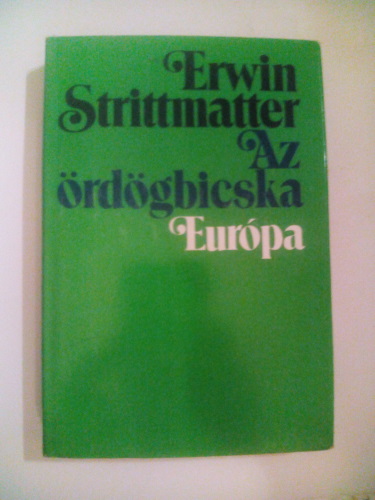 Erwin
Strittmatter
Az
ördögbicska
Európa